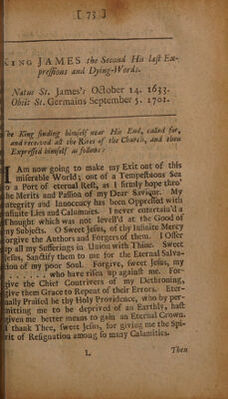 [ 73 ]
KING JAMES the Second His last Ex-
pressions and Dying-Words.
Natus St. James's October 14. 1633.
Obiit St. Germains September 5. 1701.
The King finding himself near His End, called for,
and received all the Rites of the Church, and then
Expressed himself as follows:
I Am now going to make my Exit out of this
miserable World; out of a Tempestuous Sea
to a Port of eternal Rest, as I firmly hope thro'
the Merits and Passion of my Dear Saviour. My
Integrity and Innoceucy has been Oppressed with
infinite Lies and Calumnies. I never entertain'd a
Thought which was not levell'd at the Good of
my Subjects. O Sweet Jesus, of thy Infinite Mercy
forgive the Authors and Forgers of them. I Offer
up all my Sufferings in Union with Thine. Sweet
Jesus, Sanctify them to me for the Eternal Salva-
tion of my poor Soul. Forgive, sweet Jesus, my
. . . . . . . who have risen up against me. For-
give the Chief Contrivers of my Dethroning,
give them Grace to Repent of their Errors. Eter-
nally Praised be thy Holy Providence, who by per-
mitting me to be deprived of an Earthly, hast
given me better means to gain an Eternal Crown.
I thank Thee, sweet Jesus, for giving me the Spi-
rit of Resignation among so many Calamities.
L Then